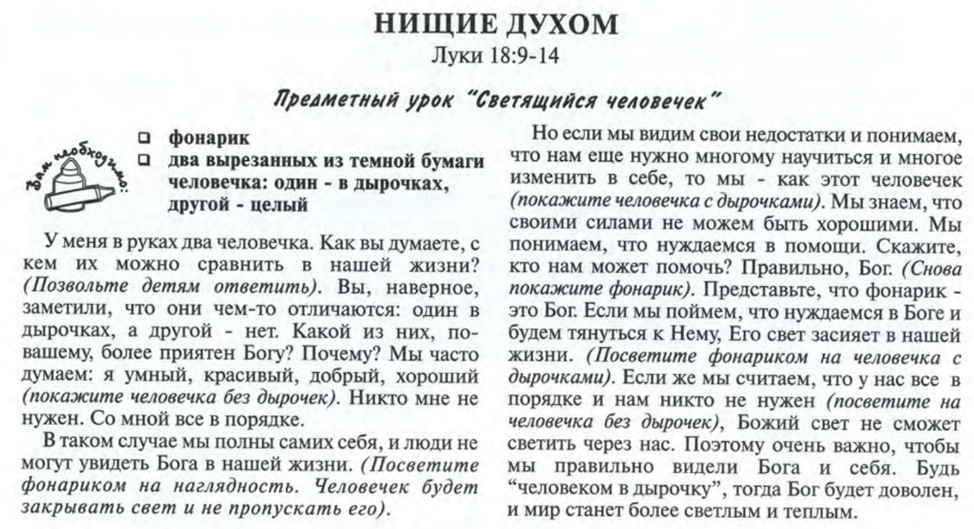 НИЩИЕ ДУХОМ
Луки 18:9-14
Предметный урок "Светящийся человечек"
Вам необходимо:
❑ фонарик
❑ два вырезанных из темной бумаги
человечка: один - в дырочках,
другой - целый
У меня в руках два человечка. Как вы думаете, с
кем их можно сравнить в нашей жизни?
(Позвольте детям ответить). Вы, наверное,
заметили, что они чем-то отличаются: один в
дырочках, а другой - нет. Какой из них, по-
вашему, более приятен Богу? Почему? Мы часто
думаем: я умный, красивый, добрый, хороший
(покажите человечка без дырочек). Никто мне не
нужен. Со мной все в порядке.
В таком случае мы полны самих себя, и люди не
могут увидеть Бога в нашей жизни. (Посветите
фонариком на наглядность. Человечек будет
закрывать свет и не пропускать его).
Но если мы видим свои недостатки и понимаем,
что нам еще нужно многому научиться и многое
изменить в себе, то мы - как этот человечек
(покажите человечка с дырочками). Мы знаем, что
своими силами не можем быть хорошими. Мы
понимаем, что нуждаемся в помощи. Скажите,
кто нам может помочь? Правильно, Бог. (Снова
покажите фонарик). Представьте, что фонарик -
это Бог. Если мы поймем, что нуждаемся в Боге и
будем тянуться к Нему, Его свет засияет в нашей
жизни. (Посветите фонариком на человечка с
дырочками). Если же мы считаем, что у нас все в
порядке и нам никто не нужен (посветите на
человечка без дырочек), Божий свет не сможет
светить через нас. Поэтому очень важно, чтобы
мы правильно видели Бога и себя. Будь
“человеком в дырочку”, тогда Бог будет доволен,
и мир станет более светлым и теплым.